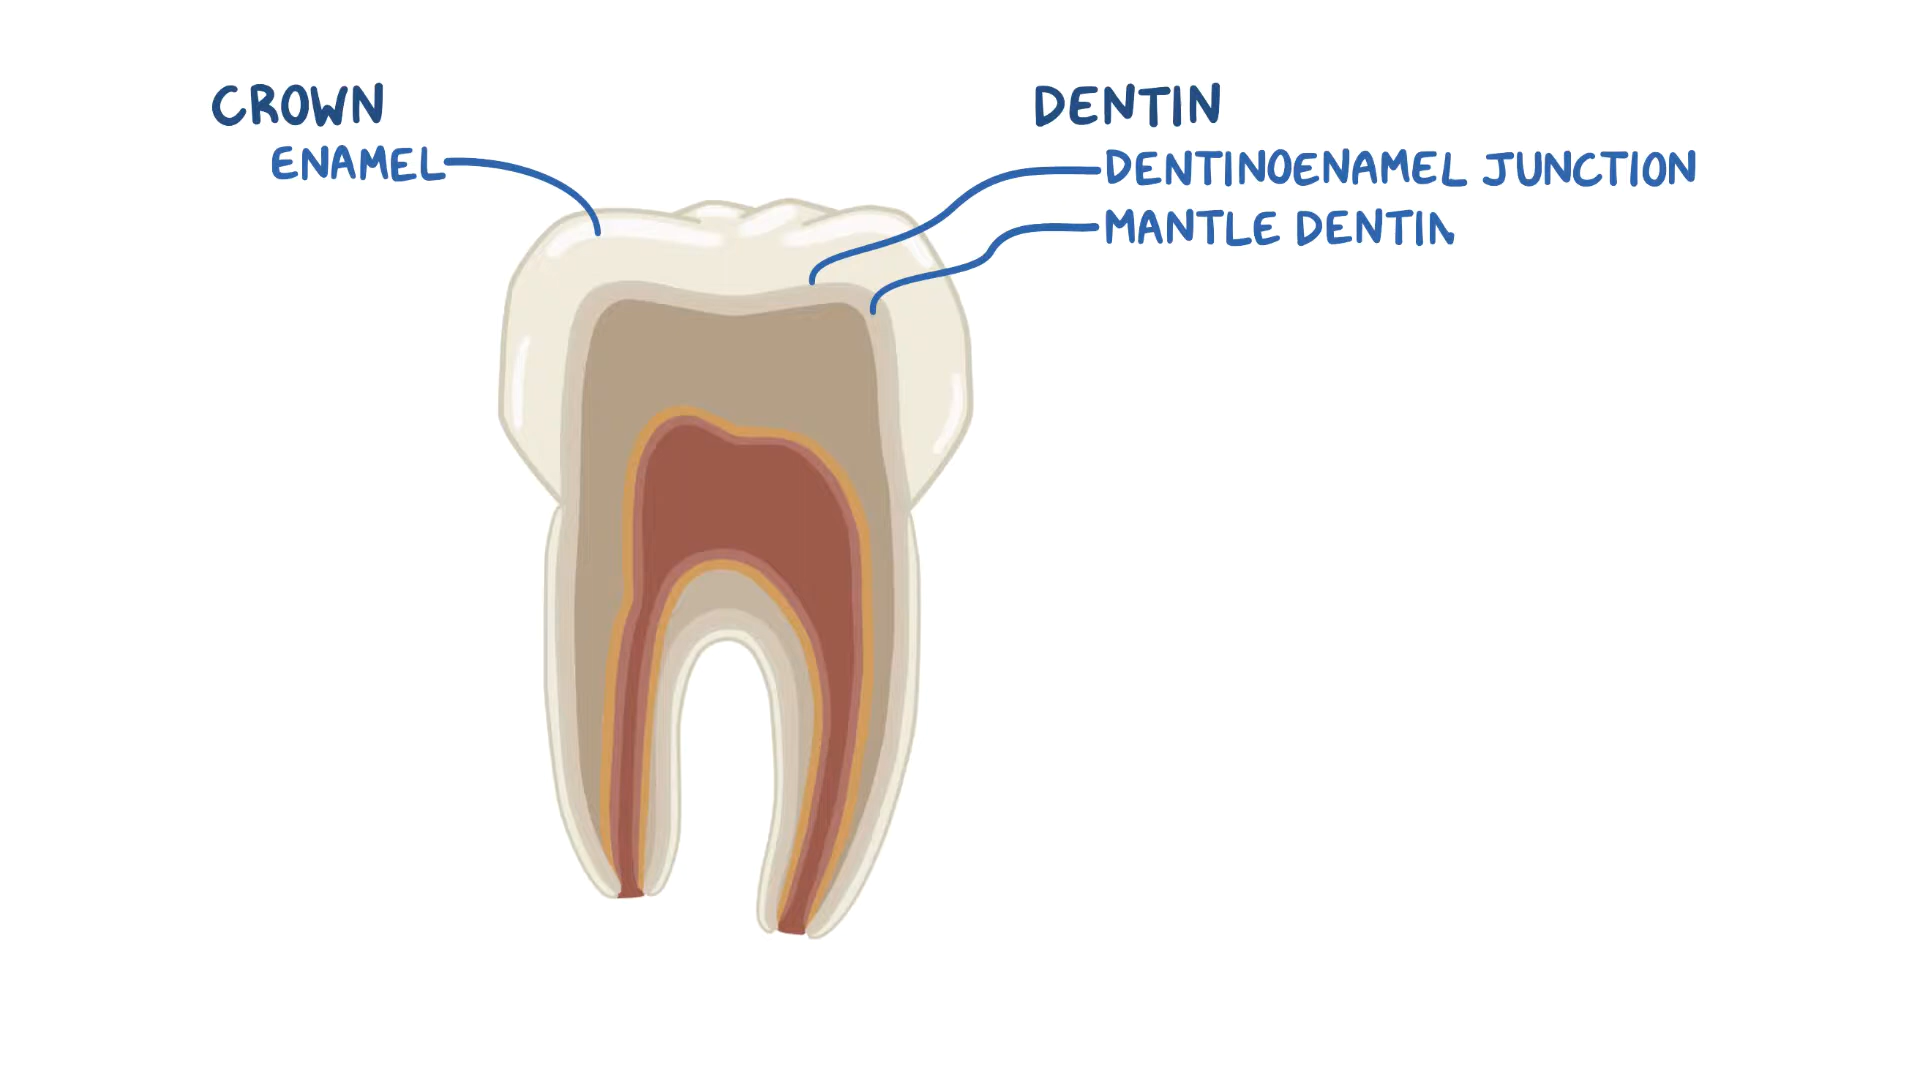 CROWN
ENAMEL
DENTIN
DENTINOENAMEL JUNCTION
MANTLE DENTIN